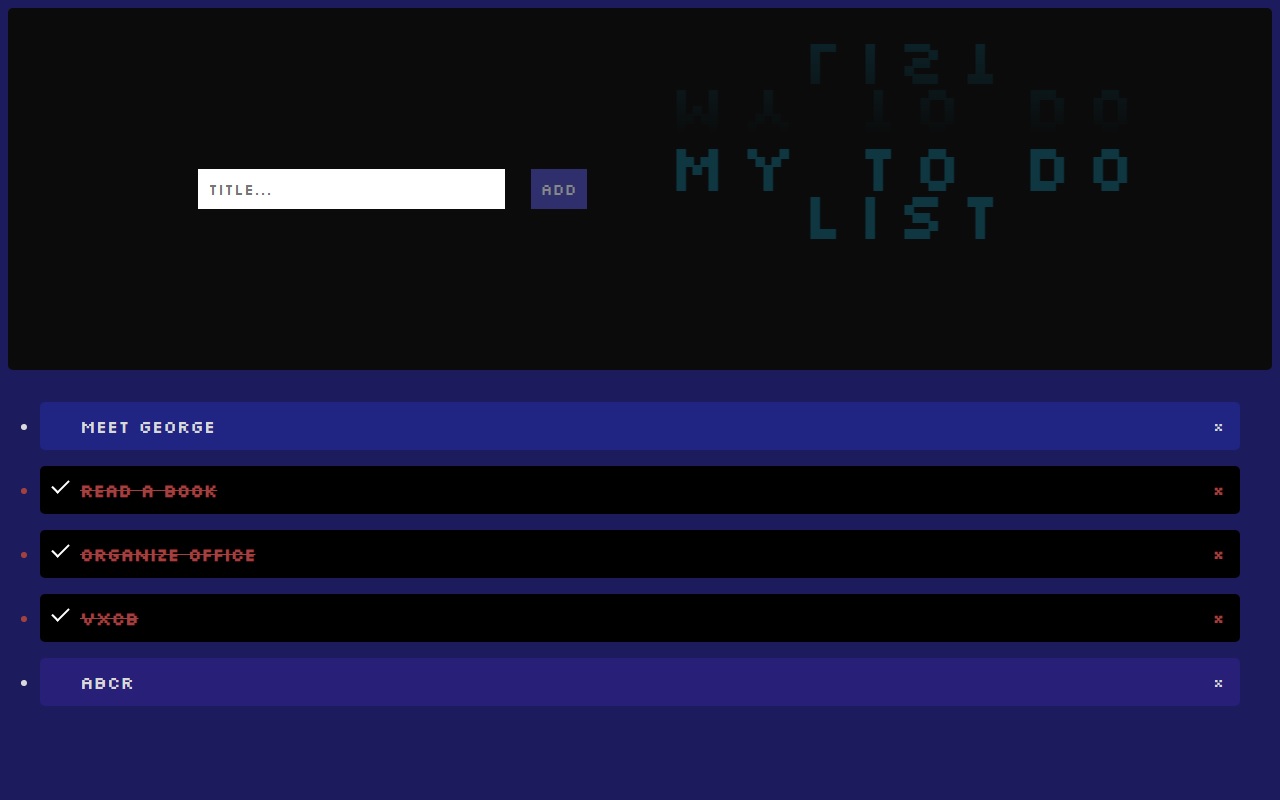 TITLE...
ADD
MY TO DO
LIST
MEET GEORGE
×
READ A BOOK
×
ORGANIZE OFFICE
×
VXCB
×
ABCR
×